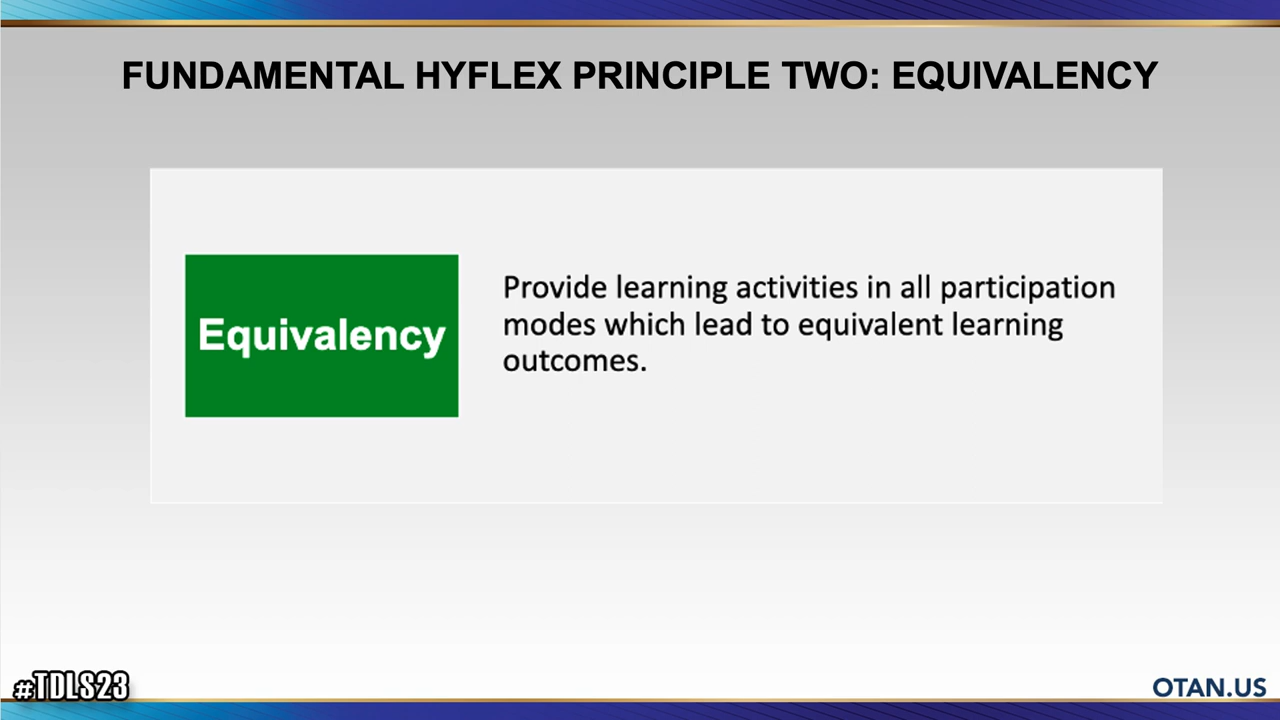 FUNDAMENTAL HYFLEX PRINCIPLE TWO: EQUIVALENCY
Equivalency
Provide learning activities in all participation
modes which lead to equivalent learning
outcomes.
#TDLS23
OTAN.US